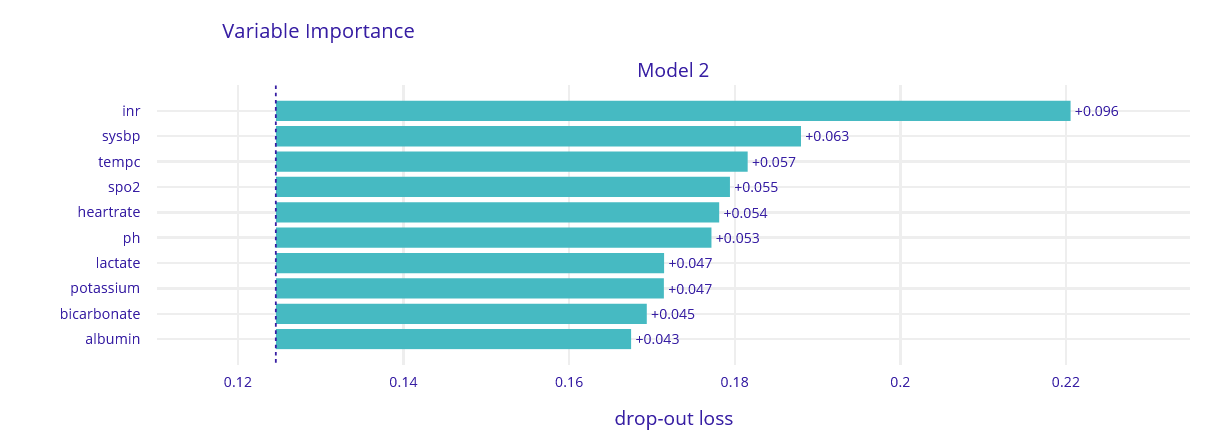 Variable Importance
Model 2
inr +0.096
sysbp +0.063
tempc +0.057
spo2 +0.055
heartrate +0.054
ph +0.053
lactate +0.047
potassium +0.047
bicarbonate +0.045
albumin +0.043
0.12 0.14 0.16 0.18 0.2 0.22
drop-out loss